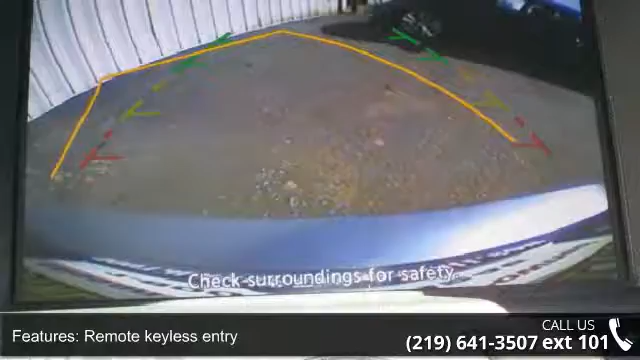 Check surroundings for safety.
Features: Remote keyless entry
CALL US
(219) 641-3507 ext 101